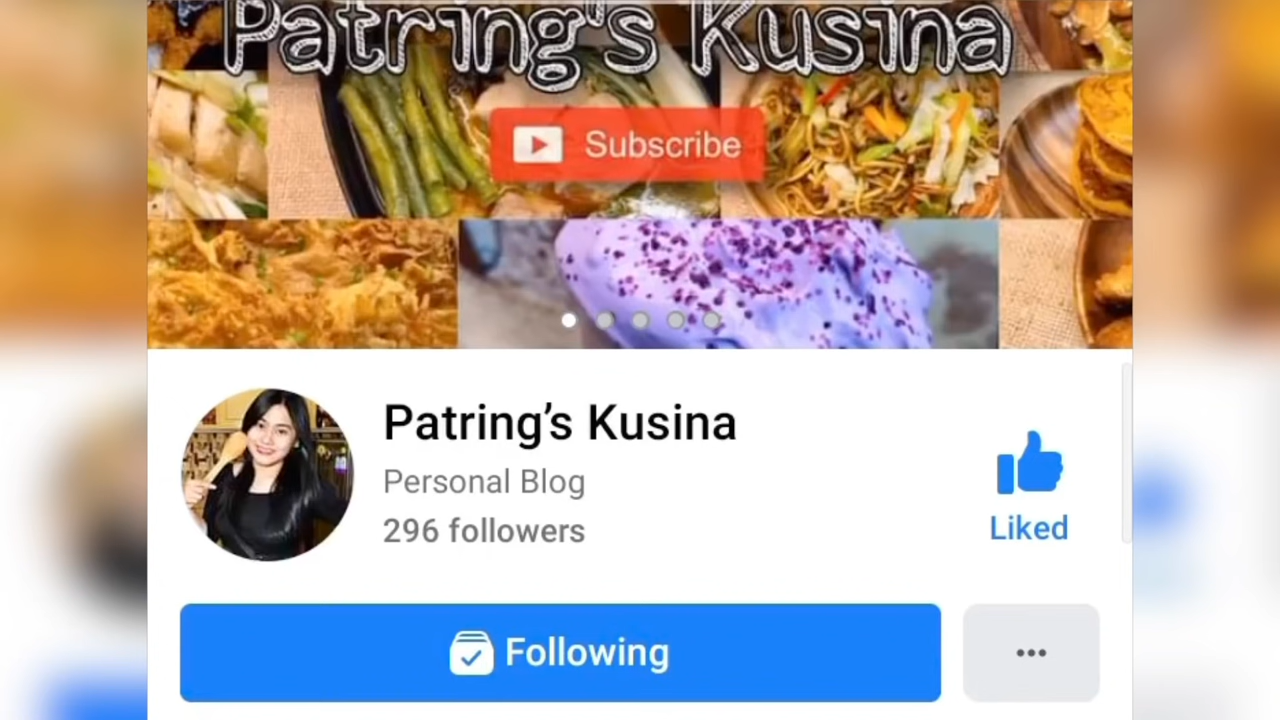 Patring's Kusina
Subscribe
Patring’s Kusina
Personal Blog
296 followers
Liked
Following